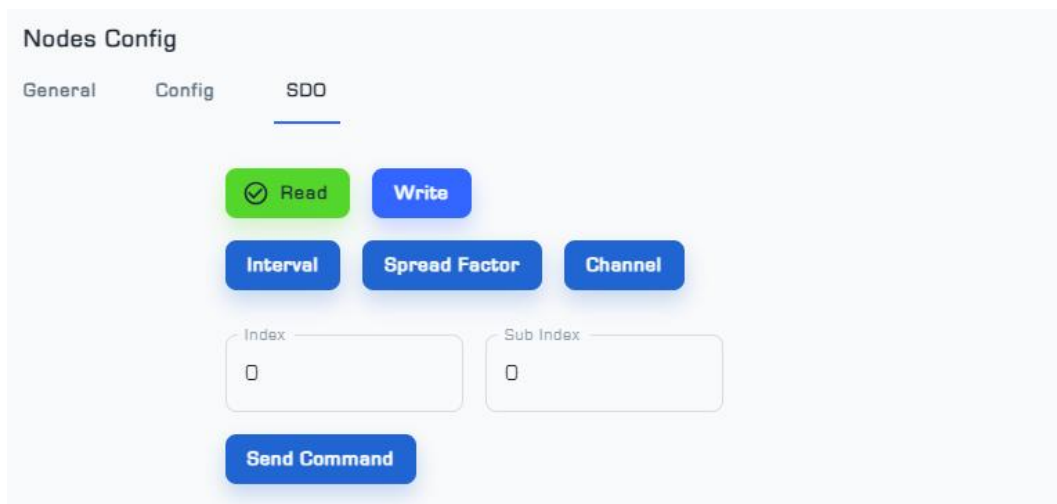 Nodes Config
General Config SDO
Read Write
Interval Spread Factor Channel
Index Sub Index
0 0
Send Command